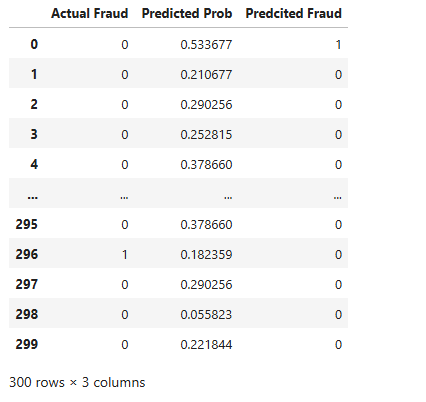 Actual Fraud Predicted Prob Predcited Fraud
0 0 0.533677 1
1 0 0.210677 0
2 0 0.290256 0
3 0 0.252815 0
4 0 0.378660 0
... ... ... ...
295 0 0.378660 0
296 1 0.182359 0
297 0 0.290256 0
298 0 0.055823 0
299 0 0.221844 0
300 rows × 3 columns